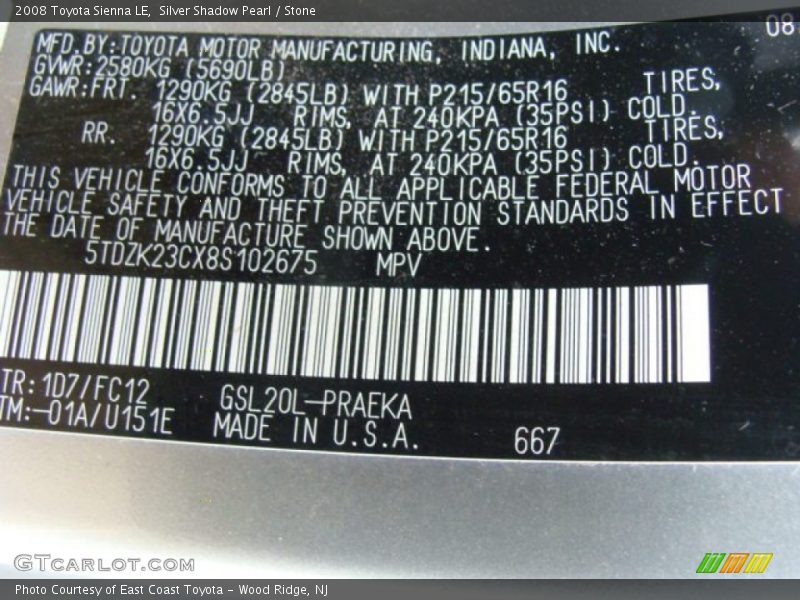 2008 Toyota Sienna LE,  Silver Shadow Pearl / Stone
08
MFD.BY:TOYOTA MOTOR MANUFACTURING, INDIANA, INC.
GVWR:2580KG (5690LB)
GAWR:FRT. 1290KG (2845LB) WITH P215/65R16 TIRES,
16X6.5JJ RIMS, AT 240KPA (35PSI) COLD.
RR. 1290KG (2845LB) WITH P215/65R16 TIRES,
16X6.5JJ RIMS, AT 240KPA (35PSI) COLD.
THIS VEHICLE CONFORMS TO ALL APPLICABLE FEDERAL MOTOR
VEHICLE SAFETY AND THEFT PREVENTION STANDARDS IN EFFECT
THE DATE OF MANUFACTURE SHOWN ABOVE.
5TDZK23CX8S102675 MPV
TR:1D7/FC12 GSL20L-PRAEKA
TM:-01A/U151E MADE IN U.S.A. 667
GTCARLOT.COM
Photo Courtesy of East Coast Toyota – Wood Ridge, NJ